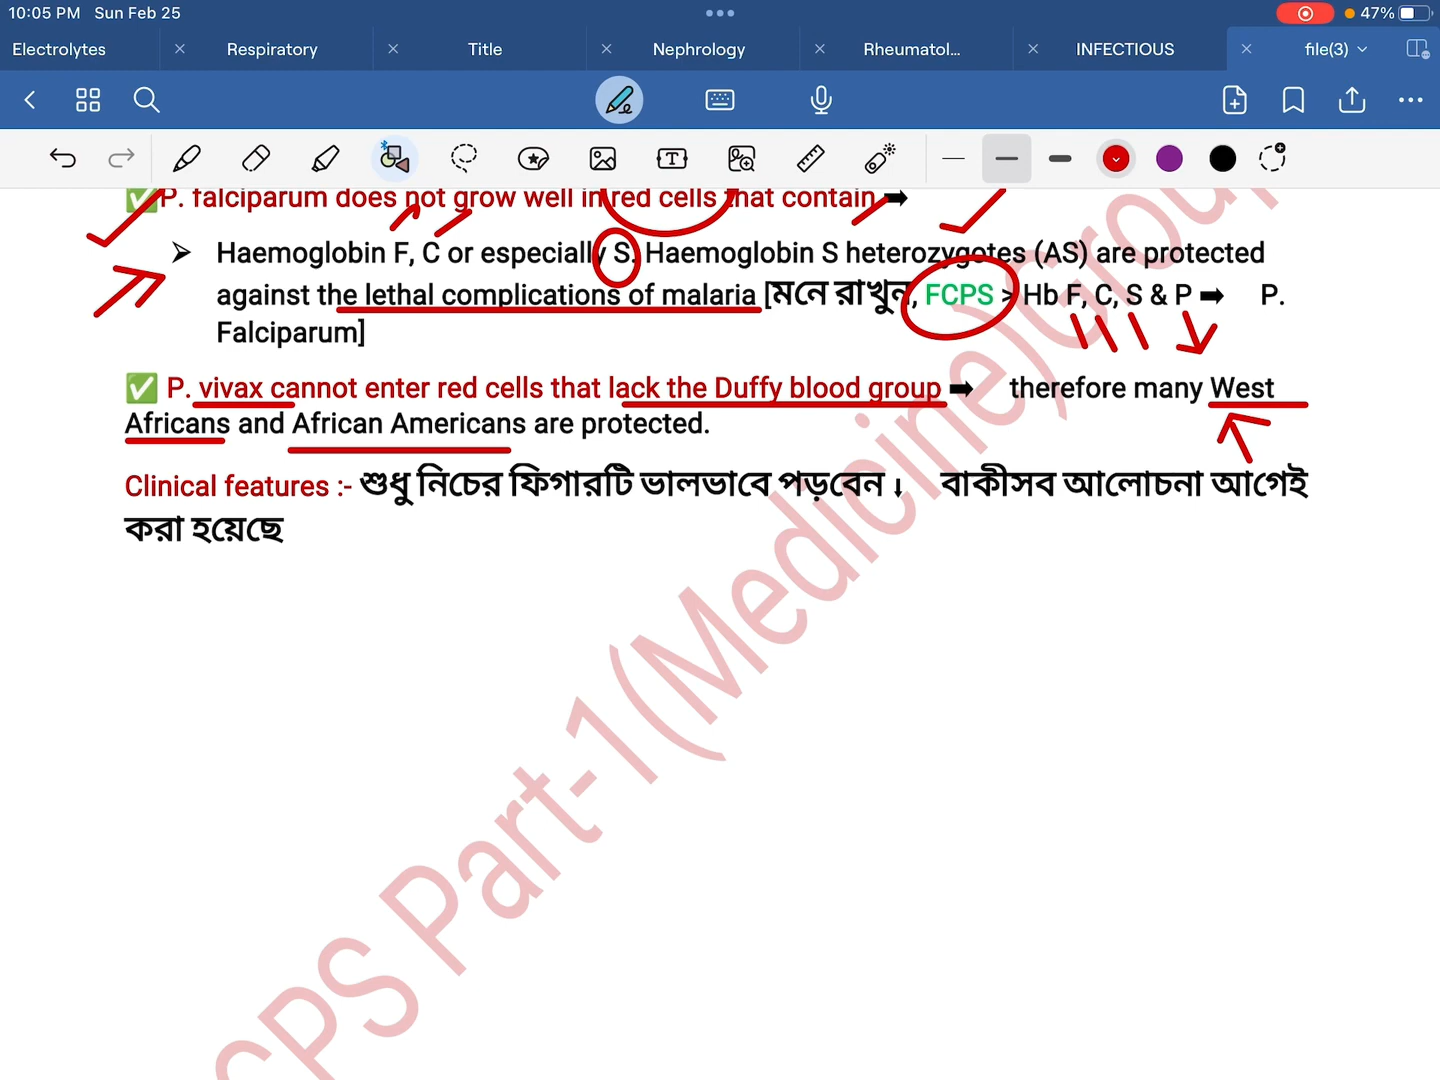 10:05 PM Sun Feb 25
47%
Electrolytes
Respiratory
Title
Nephrology
Rheumatol...
INFECTIOUS
file(3)
✅P. falciparum does not grow well in red cells that contain ➡
➢ Haemoglobin F, C or especially S. Haemoglobin S heterozygotes (AS) are protected
against the lethal complications of malaria [মনে রাখুন, FCPS > Hb F, C, S & P ➡ P.
Falciparum]
✅ P. vivax cannot enter red cells that lack the Duffy blood group ➡ therefore many West
Africans and African Americans are protected.
Clinical features :- শুধু নিচের ফিগারটি ভালভাবে পড়বেন ⬇ বাকীসব আলোচনা আগেই
করা হয়েছে
CPS Part-1(Medicine)Group